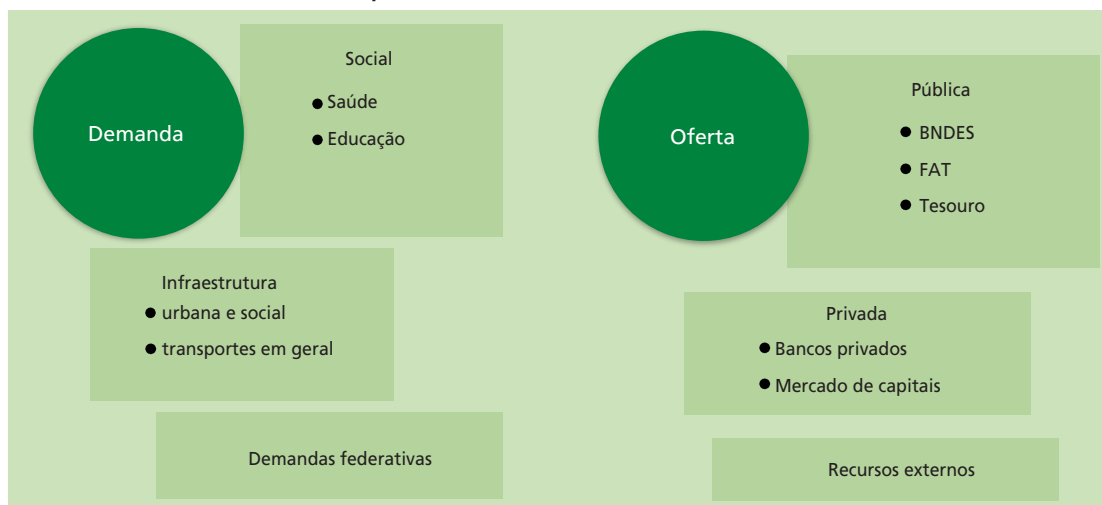 Demanda
Social
● Saúde
● Educação
Infraestrutura
● urbana e social
● transportes em geral
Demandas federativas
Oferta
Pública
● BNDES
● FAT
● Tesouro
Privada
● Bancos privados
● Mercado de capitais
Recursos externos